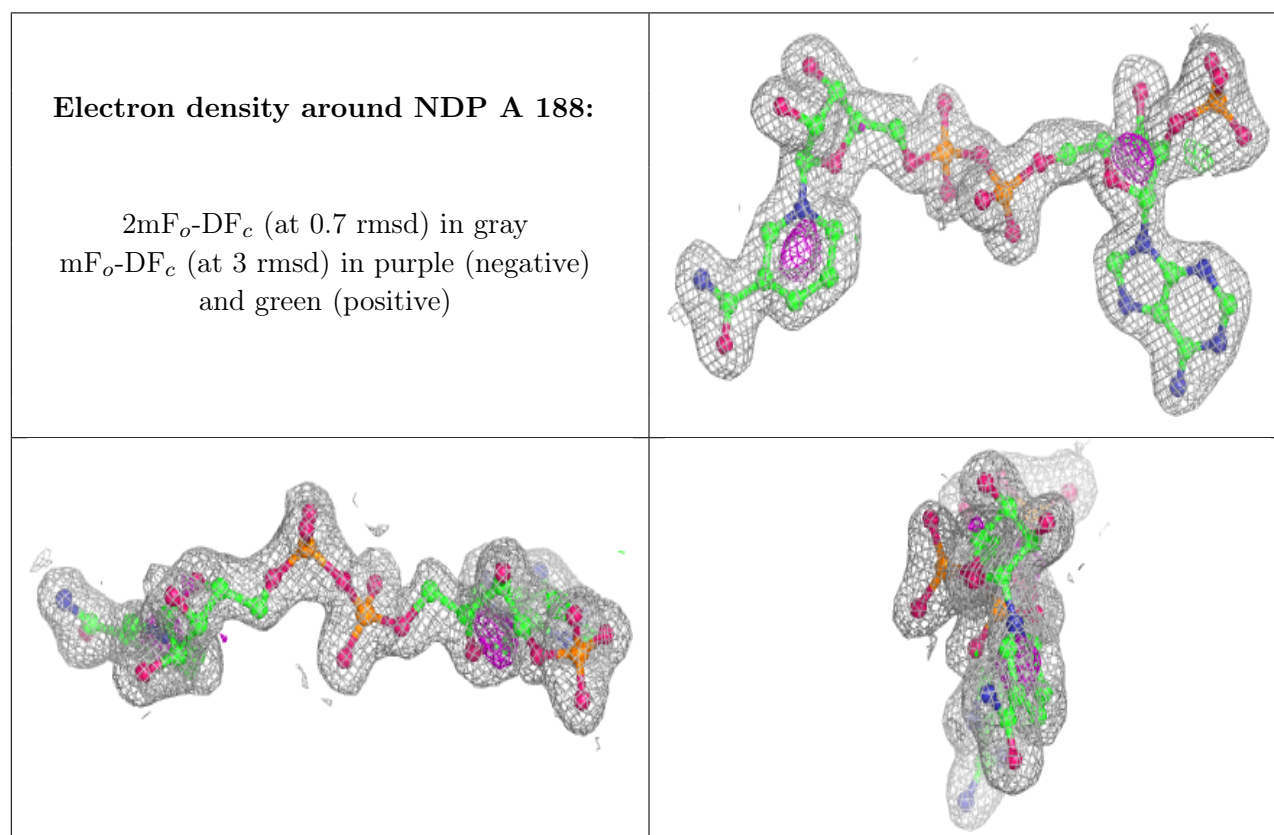 Electron density around NDP A 188:
2mFo-DFc (at 0.7 rmsd) in gray
mFo-DFc (at 3 rmsd) in purple (negative)
and green (positive)